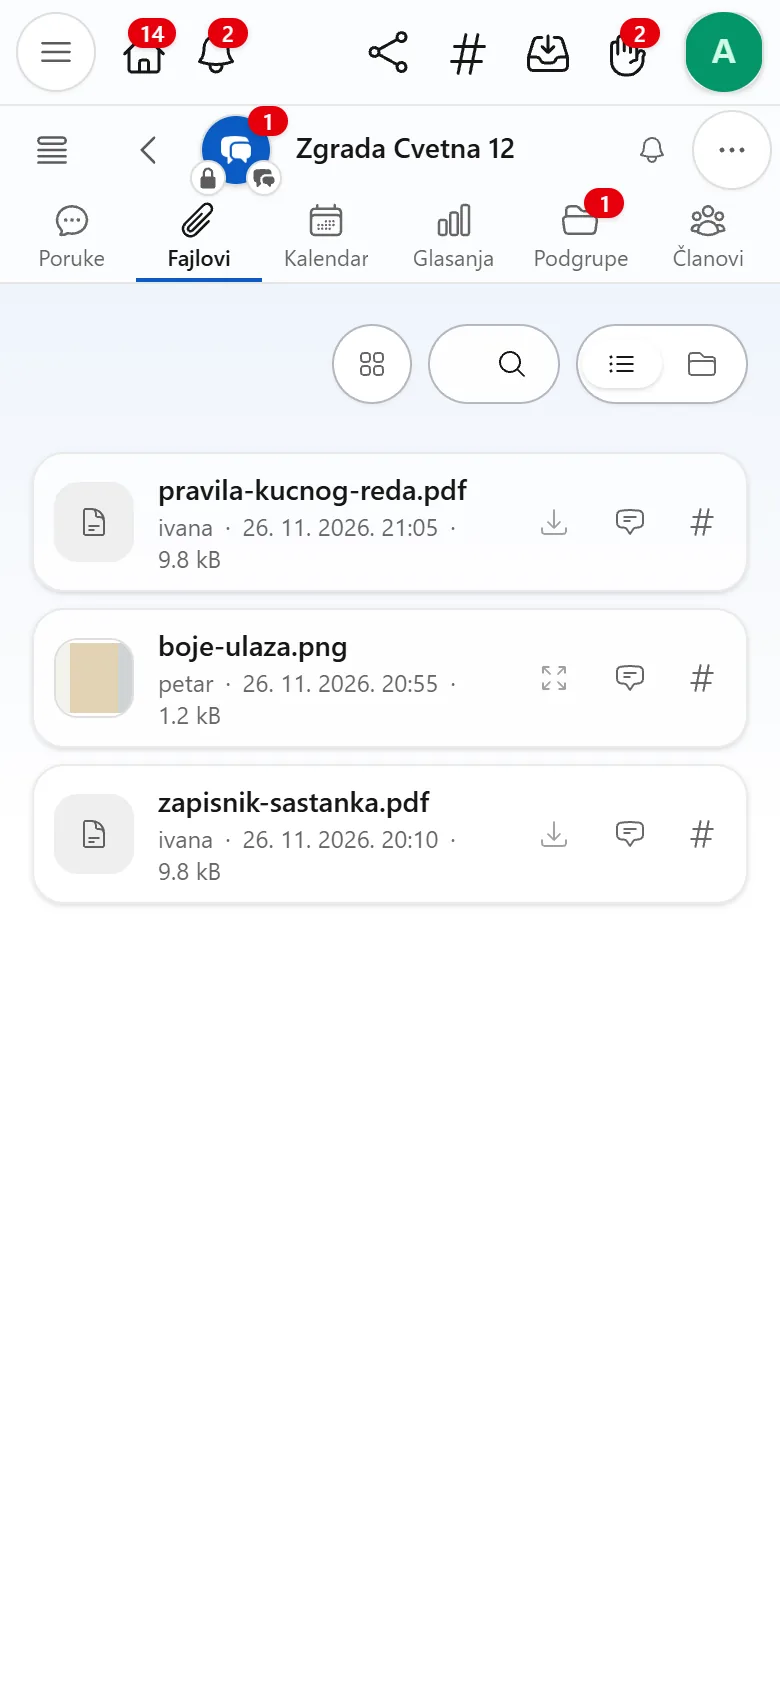 14
2
2
A
1
Zgrada Cvetna 12
1
Poruke
Fajlovi
Kalendar
Glasanja
Podgrupe
Članovi
pravila-kucnog-reda.pdf
ivana · 26. 11. 2026. 21:05 ·
9.8 kB
boje-ulaza.png
petar · 26. 11. 2026. 20:55 ·
1.2 kB
zapisnik-sastanka.pdf
ivana · 26. 11. 2026. 20:10 ·
9.8 kB